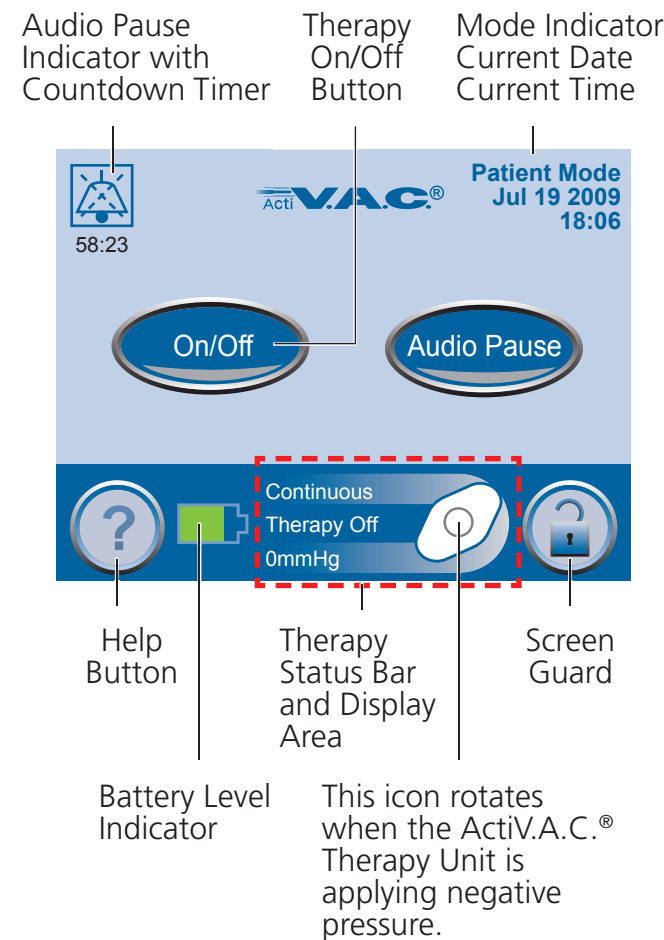 Audio Pause
Indicator with
Countdown Timer
Therapy
On/Off
Button
Mode Indicator
Current Date
Current Time
58:23
Acti V.A.C.®
Patient Mode
Jul 19 2009
18:06
On/Off
Audio Pause
?
Continuous
Therapy Off
0mmHg
Help
Button
Therapy
Status Bar
and Display
Area
Screen
Guard
Battery Level
Indicator
This icon rotates
when the ActiV.A.C.®
Therapy Unit is
applying negative
pressure.